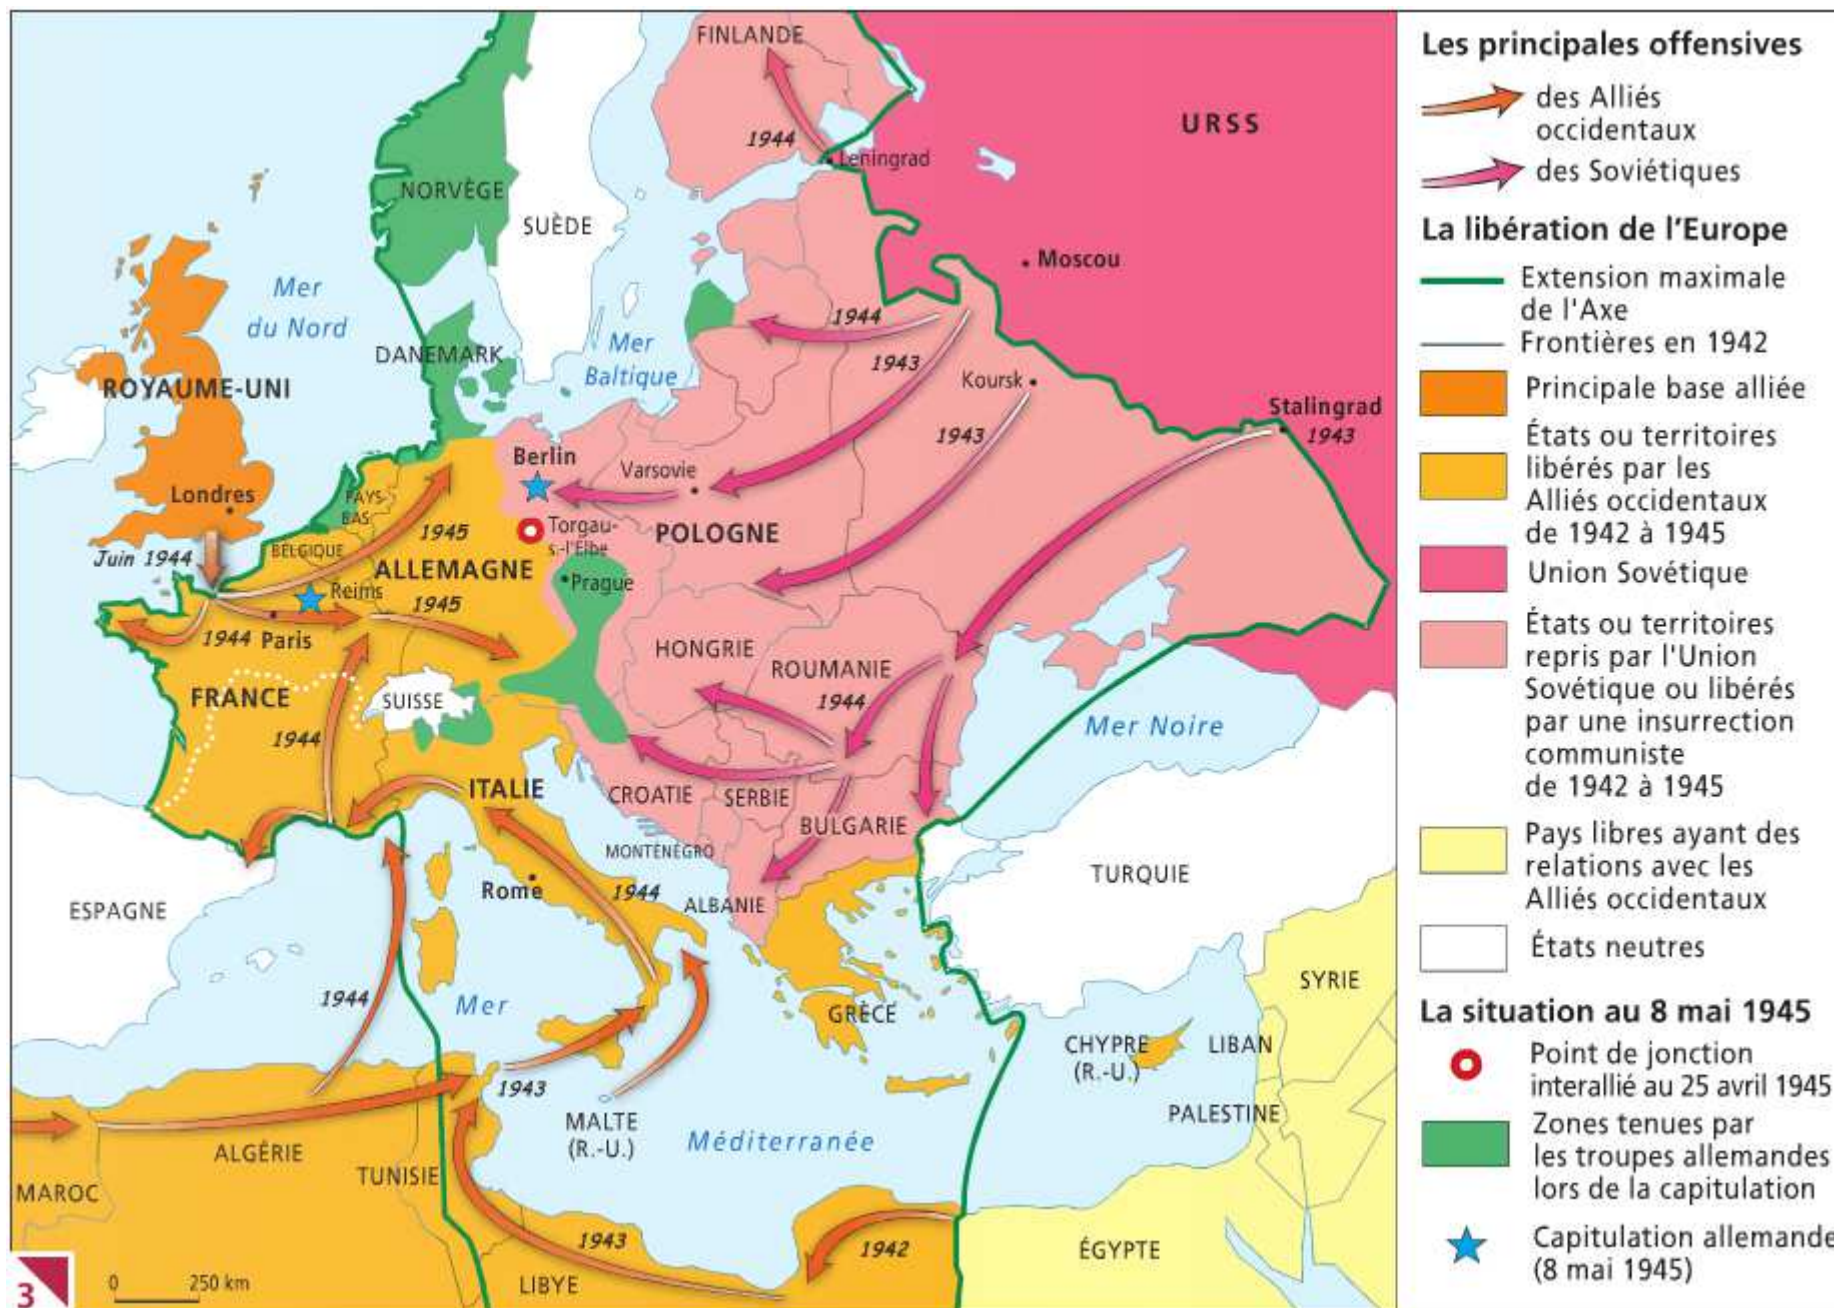 FINLANDE
URSS
1944
Leningrad
NORVÈGE
SUÈDE
Moscou
Mer
du Nord
1944
DANEMARK
Mer
Baltique
1943
Koursk
ROYAUME-UNI
Stalingrad
1943
1943
Berlin
Varsovie
Londres
PAYS-
BAS
Torgau-
s.-l'Elbe
POLOGNE
1945
Juin 1944
BELGIQUE
ALLEMAGNE
Prague
Reims
1945
1944
Paris
HONGRIE
ROUMANIE
1944
FRANCE
SUISSE
1944
Mer Noire
ITALIE
CROATIE
SERBIE
BULGARIE
MONTÉNÉGRO
TURQUIE
Rome
1944
ALBANIE
ESPAGNE
SYRIE
1944
Mer
GRÈCE
CHYPRE
(R.-U.)
LIBAN
1943
MALTE
(R.-U.)
PALESTINE
Méditerranée
ALGÉRIE
TUNISIE
MAROC
1943
1942
ÉGYPTE
LIBYE
3
0 250 km
Les principales offensives
des Alliés
occidentaux
des Soviétiques
La libération de l'Europe
Extension maximale
de l'Axe
Frontières en 1942
Principale base alliée
États ou territoires
libérés par les
Alliés occidentaux
de 1942 à 1945
Union Sovétique
États ou territoires
repris par l'Union
Soviétique ou libérés
par une insurrection
communiste
de 1942 à 1945
Pays libres ayant des
relations avec les
Alliés occidentaux
États neutres
La situation au 8 mai 1945
Point de jonction
interallié au 25 avril 1945
Zones tenues par
les troupes allemandes
lors de la capitulation
Capitulation allemande
(8 mai 1945)